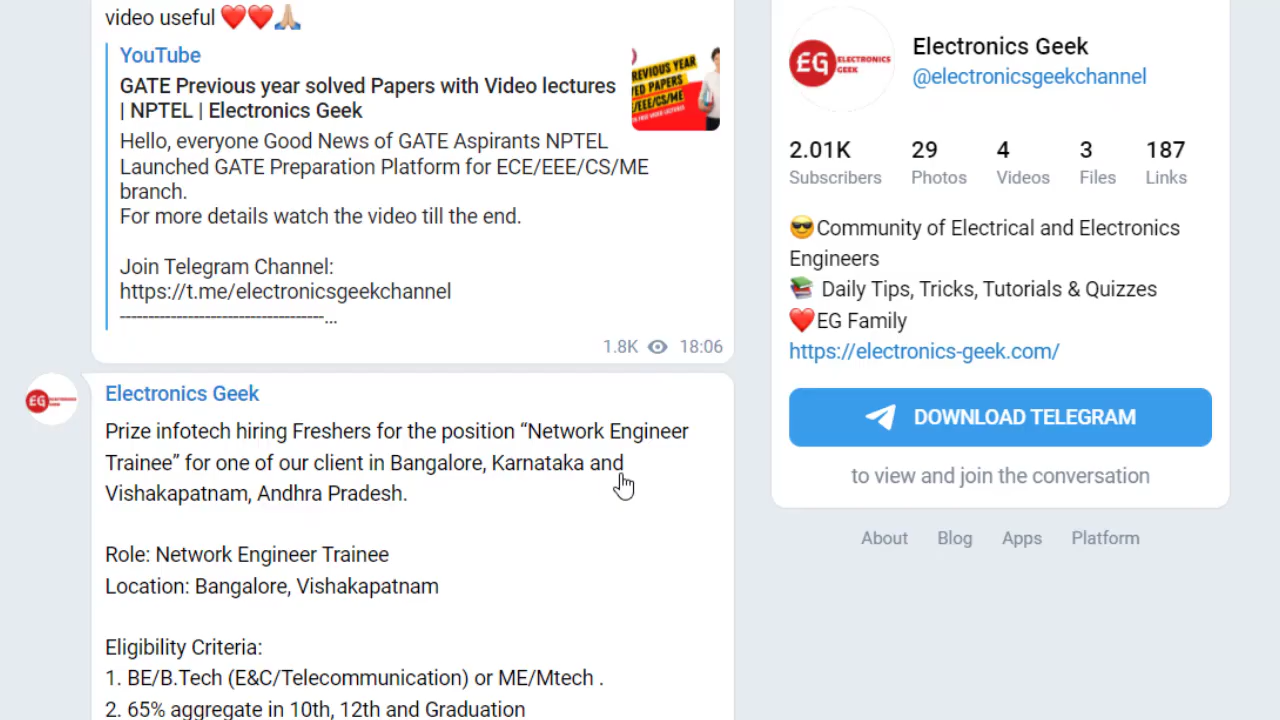 video useful ❤️❤️🙏🏼
YouTube
GATE Previous year solved Papers with Video lectures
| NPTEL | Electronics Geek
Hello, everyone Good News of GATE Aspirants NPTEL
Launched GATE Preparation Platform for ECE/EEE/CS/ME
branch.
For more details watch the video till the end.
Join Telegram Channel:
https://t.me/electronicsgeekchannel
----------------------------------...
1.8K 18:06
Electronics Geek
Prize infotech hiring Freshers for the position “Network Engineer
Trainee” for one of our client in Bangalore, Karnataka and
Vishakapatnam, Andhra Pradesh.
Role: Network Engineer Trainee
Location: Bangalore, Vishakapatnam
Eligibility Criteria:
1. BE/B.Tech (E&C/Telecommunication) or ME/Mtech .
2. 65% aggregate in 10th, 12th and Graduation
EG ELECTRONICS
GEEK
Electronics Geek
@electronicsgeekchannel
2.01K 29 4 3 187
Subscribers Photos Videos Files Links
😎Community of Electrical and Electronics
Engineers
📚 Daily Tips, Tricks, Tutorials & Quizzes
❤️EG Family
https://electronics-geek.com/
DOWNLOAD TELEGRAM
to view and join the conversation
About Blog Apps Platform